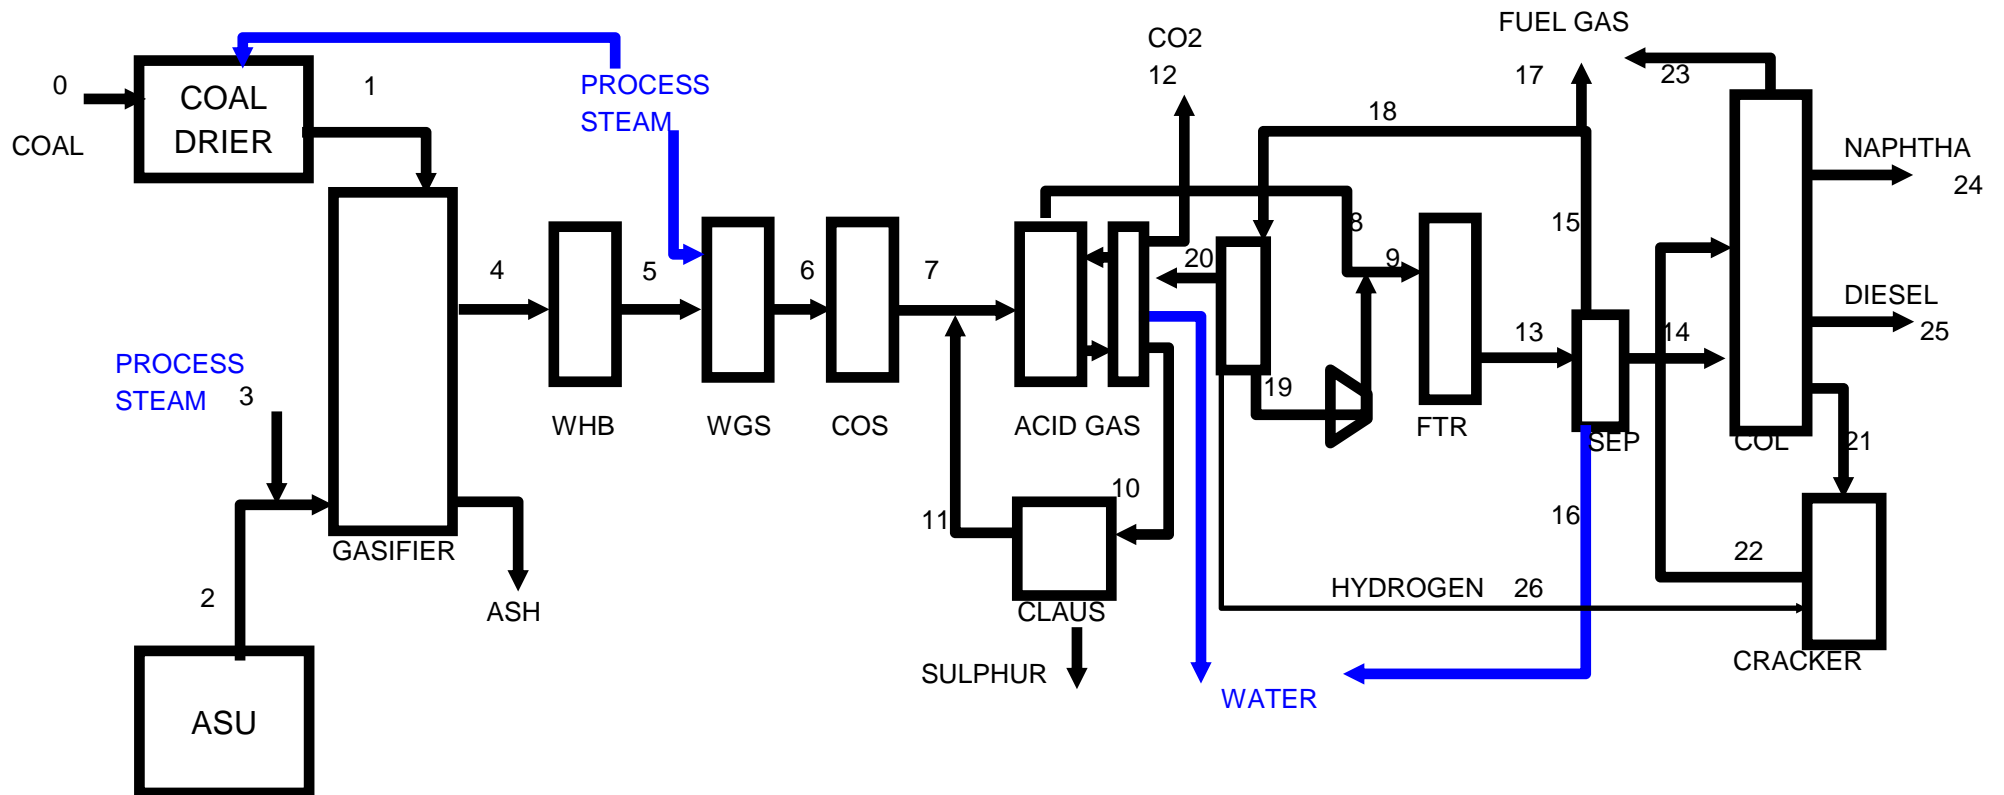 FUEL GAS
CO2
0
1
PROCESS
STEAM
12
17
23
COAL
DRIER
COAL
18
NAPHTHA
24
8
15
4
5
6
7
20
9
DIESEL
25
13
14
PROCESS
STEAM
3
19
WHB
WGS
COS
ACID GAS
FTR
SEP
COL
21
10
11
16
GASIFIER
22
2
ASH
CLAUS
HYDROGEN
26
SULPHUR
WATER
CRACKER
ASU